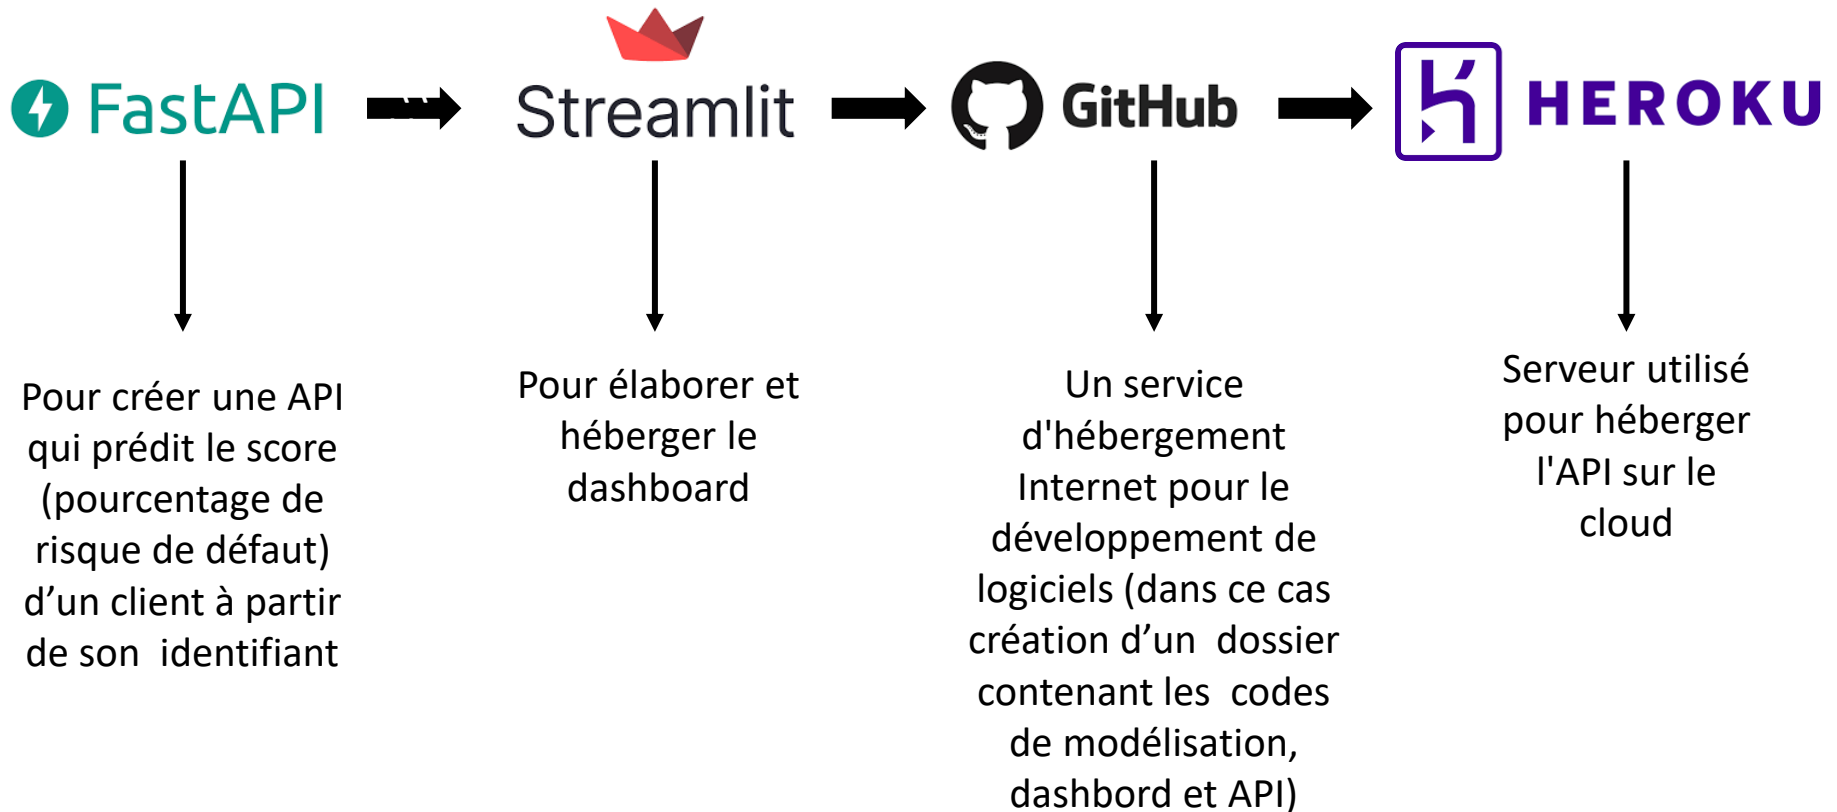 FastAPI
Streamlit
GitHub
HEROKU
Pour créer une API
qui prédit le score
(pourcentage de
risque de défaut)
d’un client à partir
de son  identifiant
Pour élaborer et
héberger le
dashboard
Un service
d'hébergement
Internet pour le
développement de
logiciels (dans ce cas
création d’un  dossier
contenant les  codes
de modélisation,
dashbord et API)
Serveur utilisé
pour héberger
l'API sur le
cloud